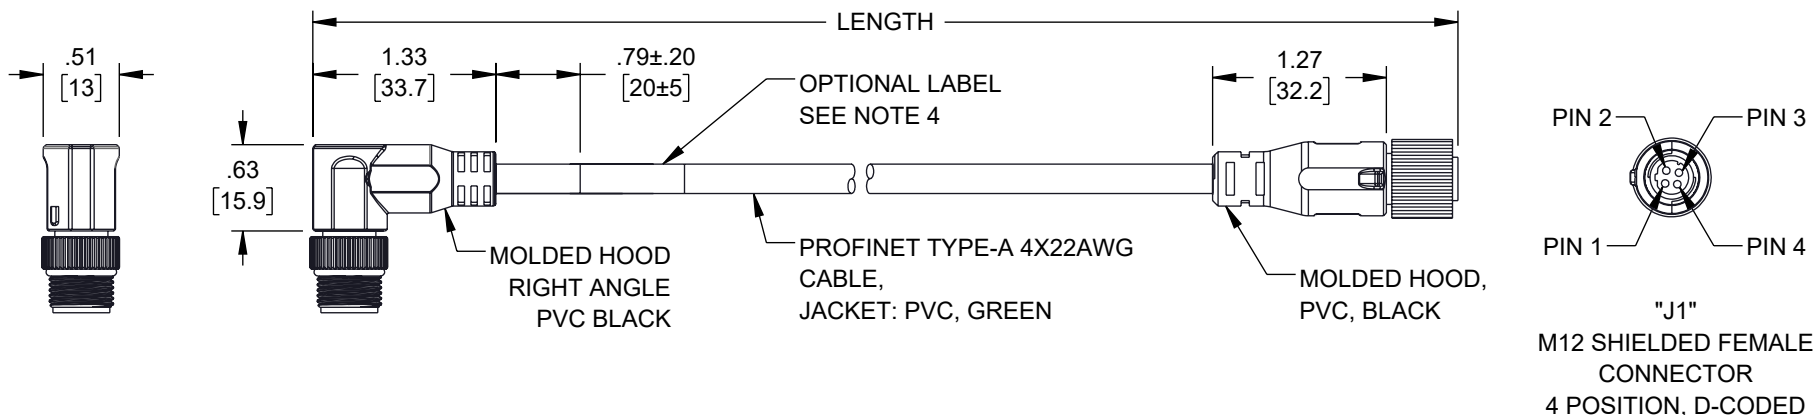 LENGTH
.51
[13]
1.33
[33.7]
.79±.20
[20±5]
OPTIONAL LABEL
SEE NOTE 4
1.27
[32.2]
PIN 2
PIN 3
.63
[15.9]
MOLDED HOOD
RIGHT ANGLE
PVC BLACK
PROFINET TYPE-A 4X22AWG
CABLE,
JACKET: PVC, GREEN
MOLDED HOOD,
PVC, BLACK
PIN 1
PIN 4
"J1"
M12 SHIELDED FEMALE
CONNECTOR
4 POSITION, D-CODED